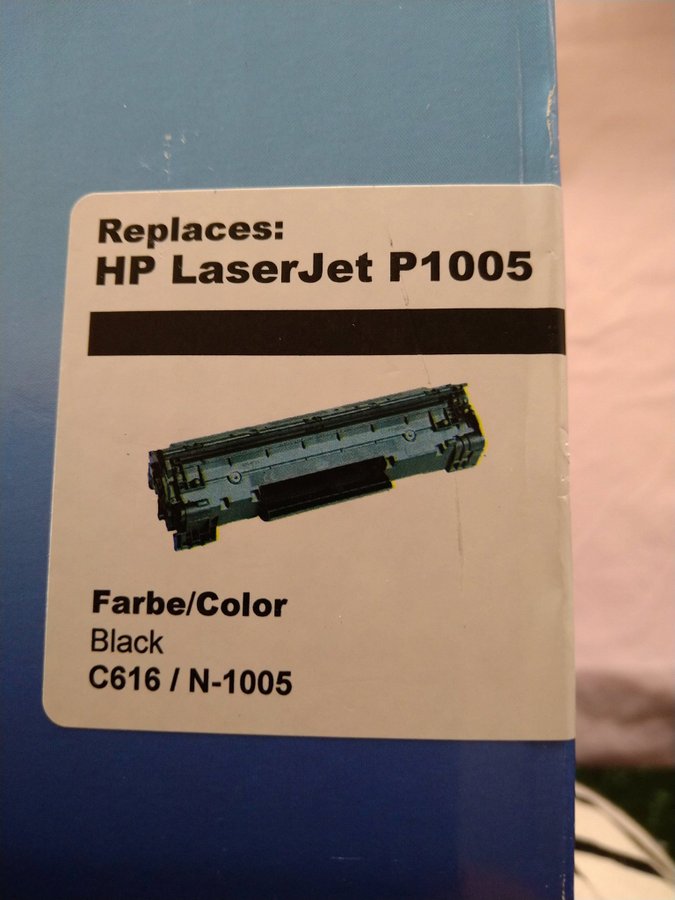 Replaces:
HP LaserJet P1005
Farbe/Color
Black
C616 / N-1005